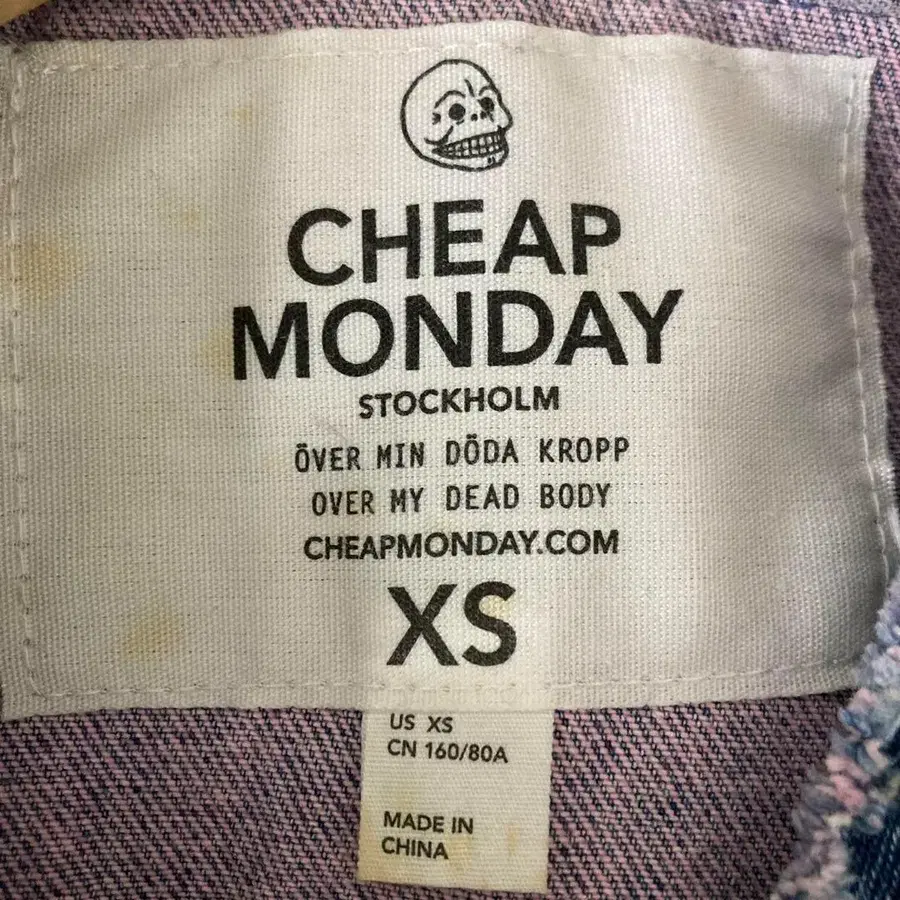 CHEAP
MONDAY
STOCKHOLM
ÖVER MIN DÖDA KROPP
OVER MY DEAD BODY
CHEAPMONDAY.COM
XS
US XS
CN 160/80A
MADE IN
CHINA